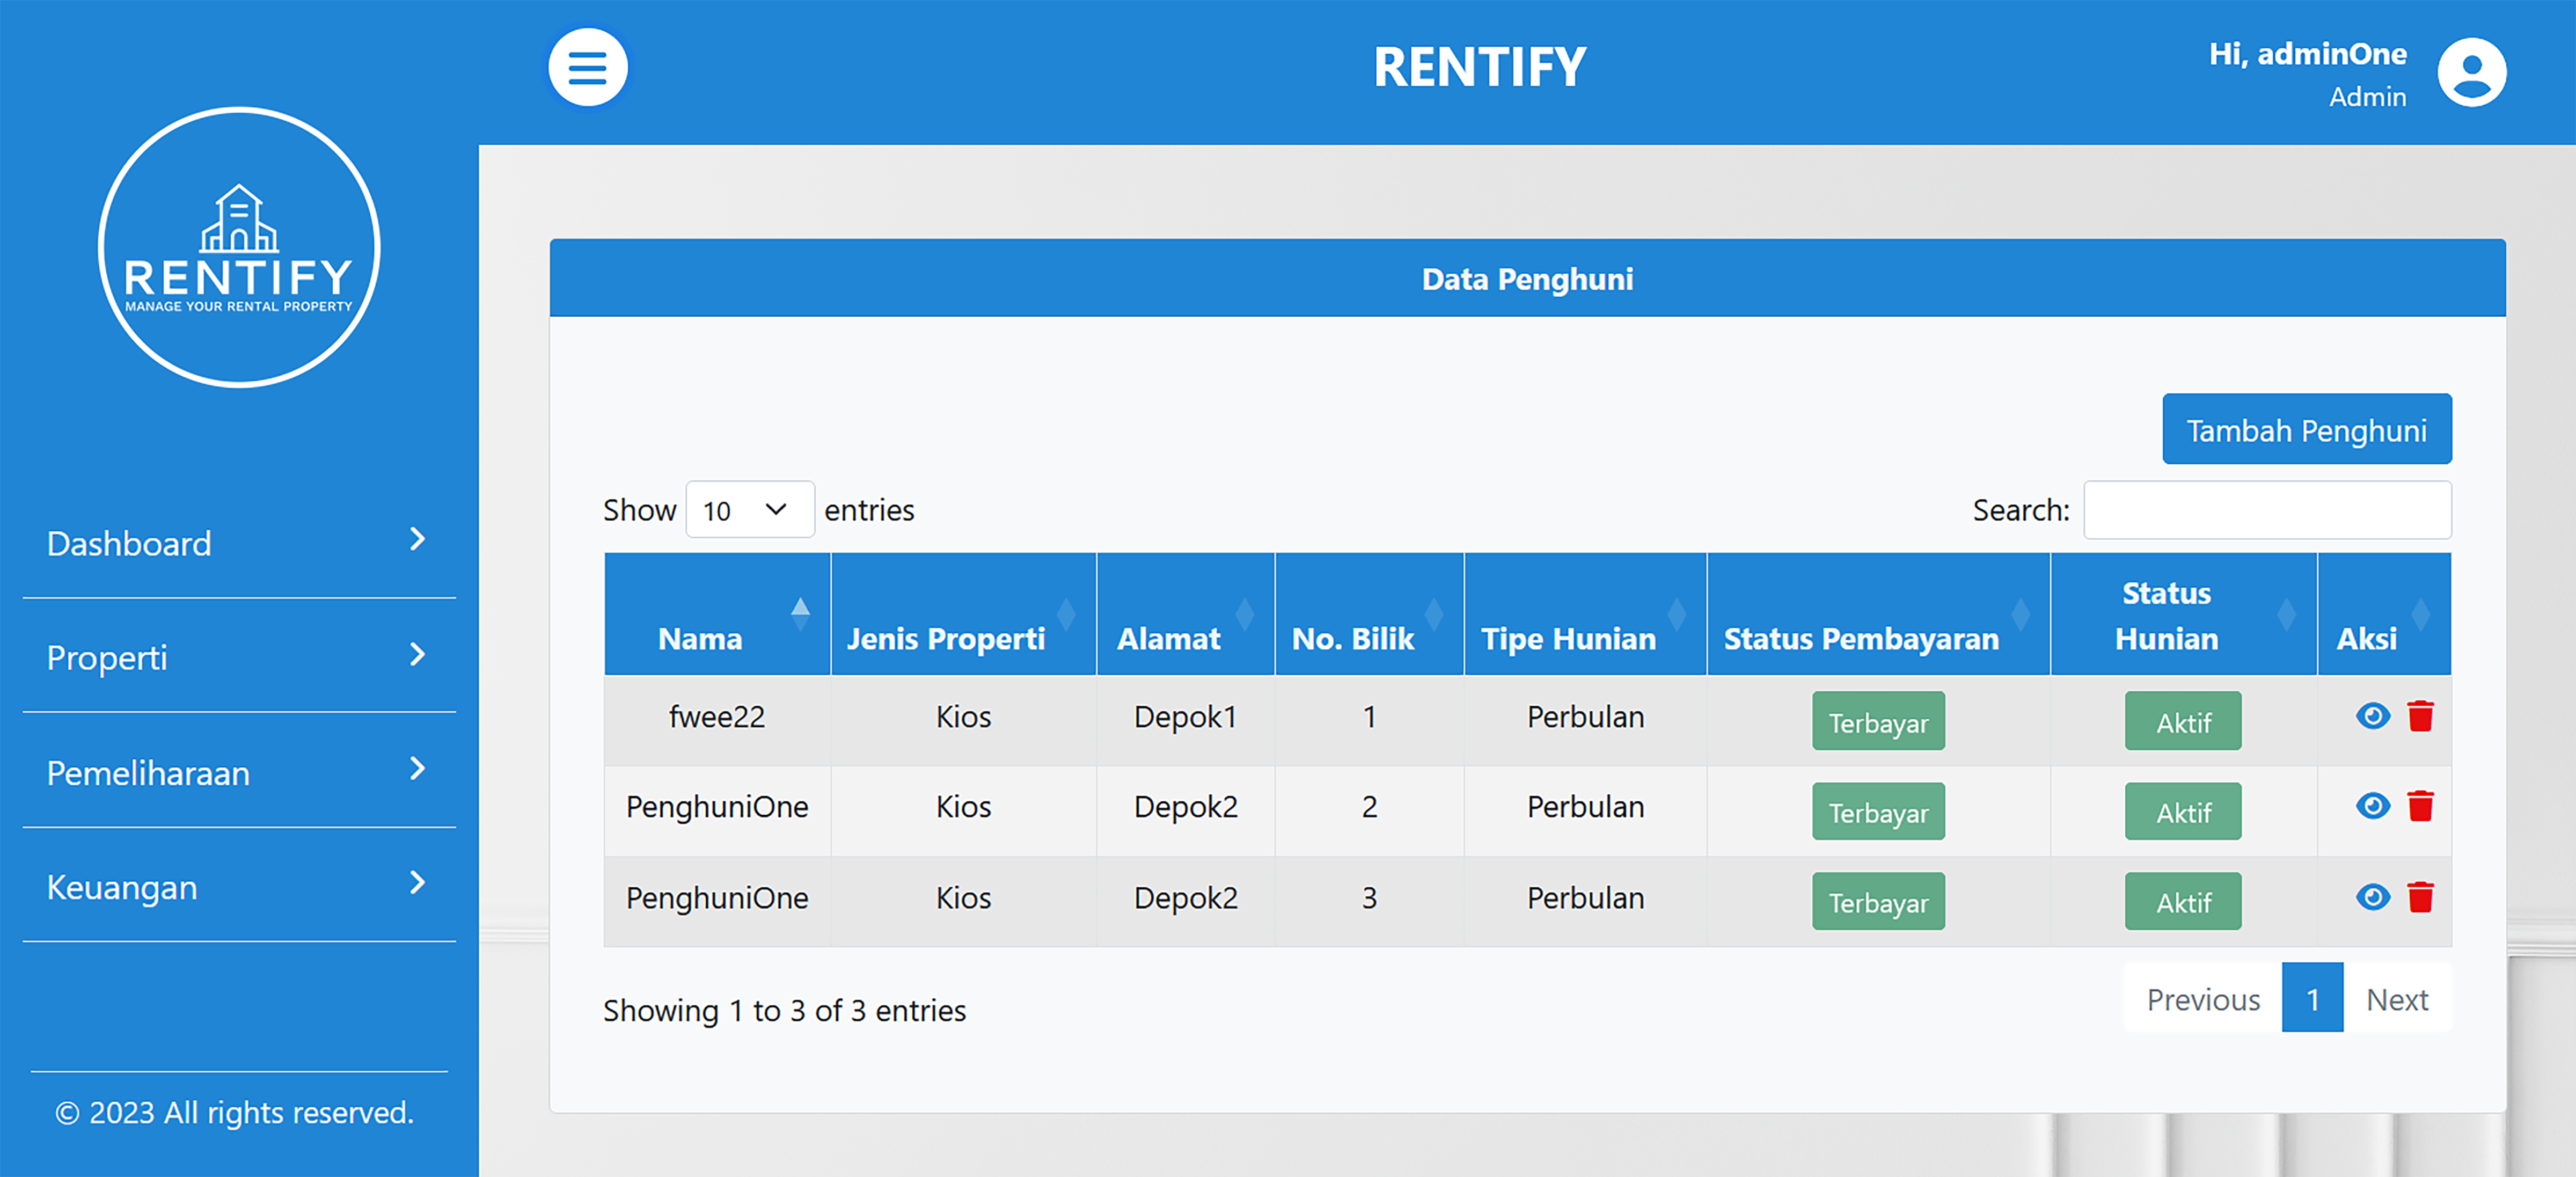 RENTIFY
Hi, adminOne
Admin
RENTIFY
MANAGE YOUR RENTAL PROPERTY
Dashboard
Properti
Pemeliharaan
Keuangan
© 2023 All rights reserved.
Data Penghuni
Tambah Penghuni
Show 10 entries Search:
Nama Jenis Properti Alamat No. Bilik Tipe Hunian Status Pembayaran Status Hunian Aksi
fwee22 Kios Depok1 1 Perbulan Terbayar Aktif
PenghuniOne Kios Depok2 2 Perbulan Terbayar Aktif
PenghuniOne Kios Depok2 3 Perbulan Terbayar Aktif
Showing 1 to 3 of 3 entries
Previous 1 Next